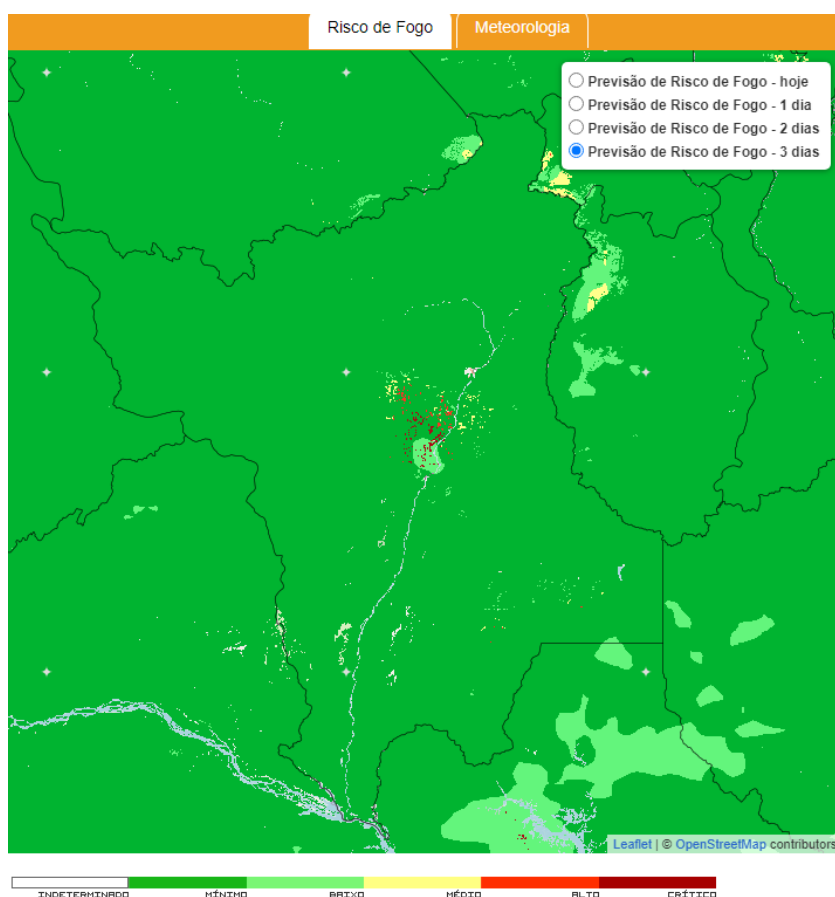 Risco de Fogo
Meteorologia
Previsão de Risco de Fogo - hoje
Previsão de Risco de Fogo - 1 dia
Previsão de Risco de Fogo - 2 dias
Previsão de Risco de Fogo - 3 dias
Leaflet | © OpenStreetMap contributors
INDETERMINADO MÍNIMO BAIXO MÉDIO ALTO CRÍTICO